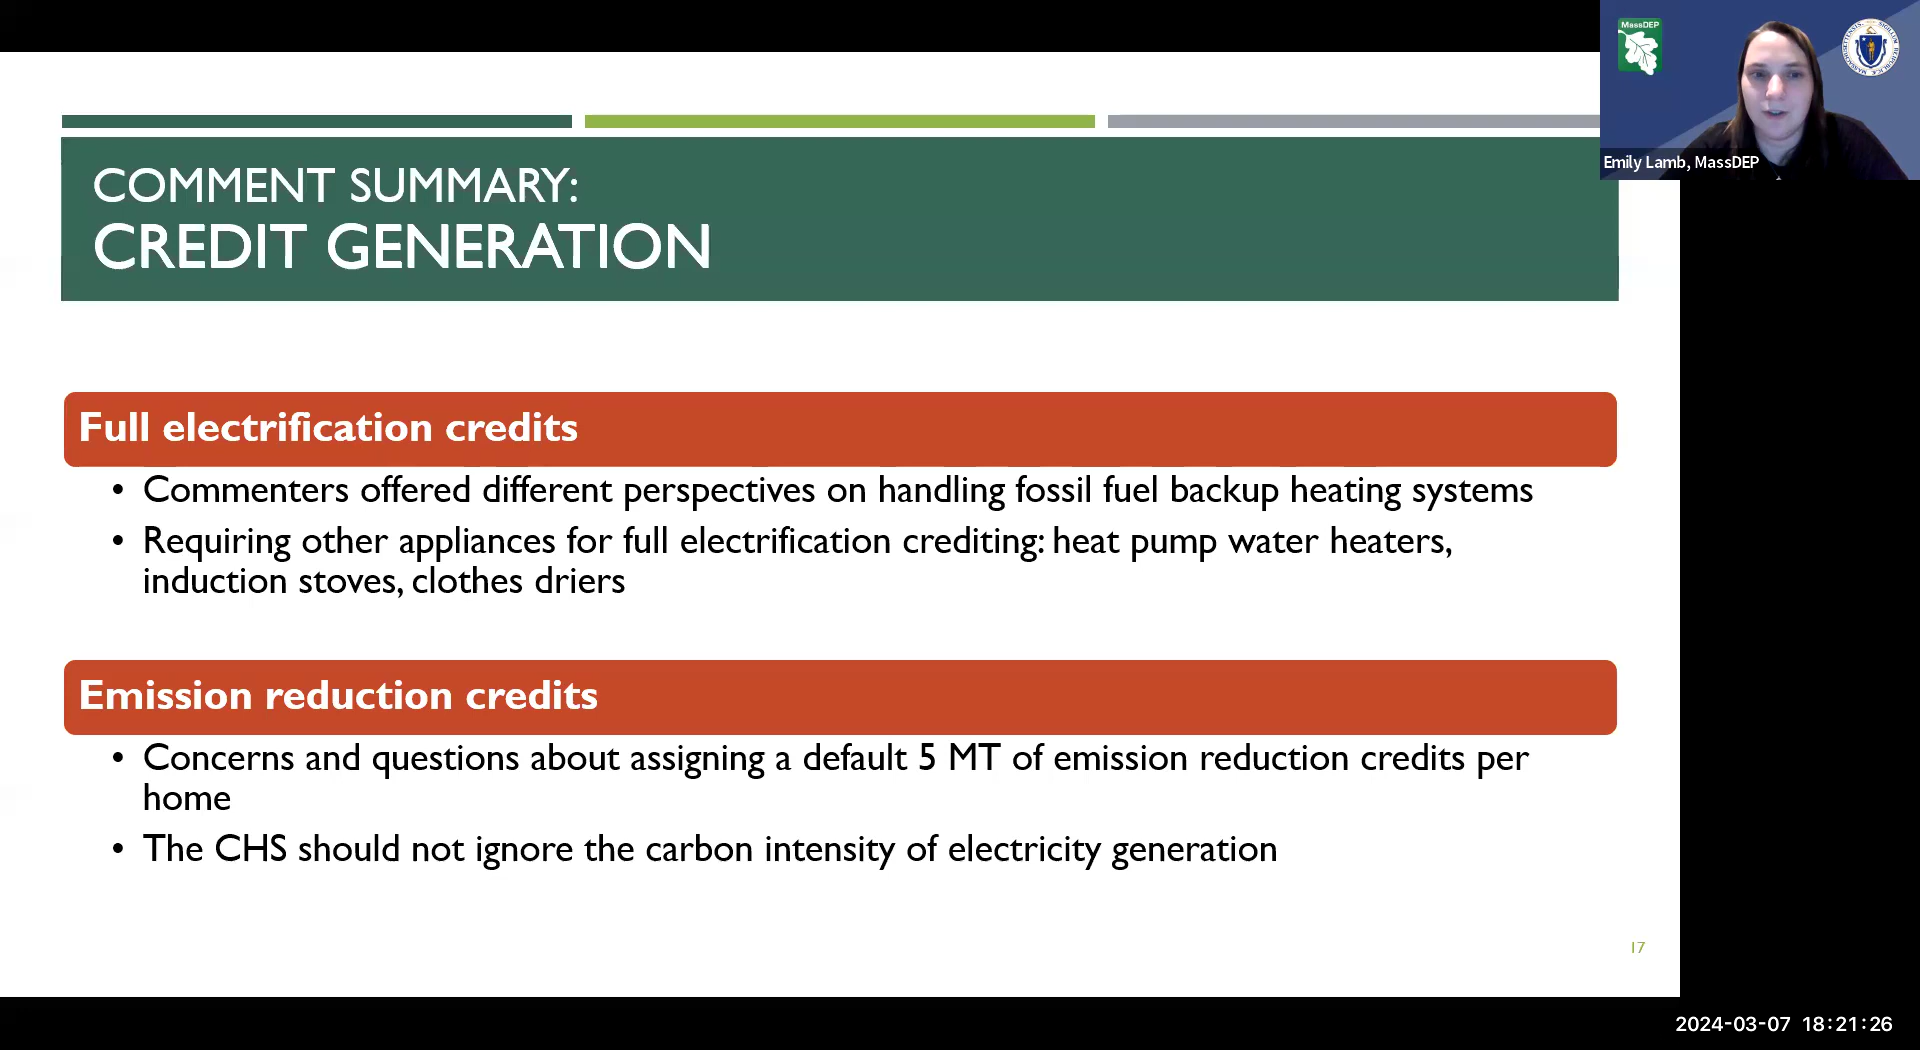 COMMENT SUMMARY:
CREDIT GENERATION
MassDEP
Emily Lamb, MassDEP
Full electrification credits
• Commenters offered different perspectives on handling fossil fuel backup heating systems
• Requiring other appliances for full electrification crediting: heat pump water heaters,
induction stoves, clothes driers
Emission reduction credits
• Concerns and questions about assigning a default 5 MT of emission reduction credits per
home
• The CHS should not ignore the carbon intensity of electricity generation
17
2024-03-07 18:21:26